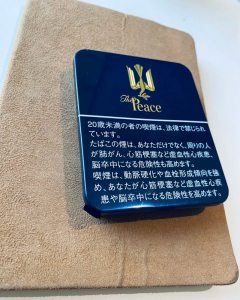 The
Peace
20歳未満の者の喫煙は、法律で禁じられ
ています。
たばこの煙は、あなただけでなく、周りの人
が肺がん、心筋梗塞など虚血性心疾患、
脳卒中になる危険性も高めます。
喫煙は、動脈硬化や血栓形成傾向を強
め、あなたが心筋梗塞など虚血性心疾
患や脳卒中になる危険性を高めます。